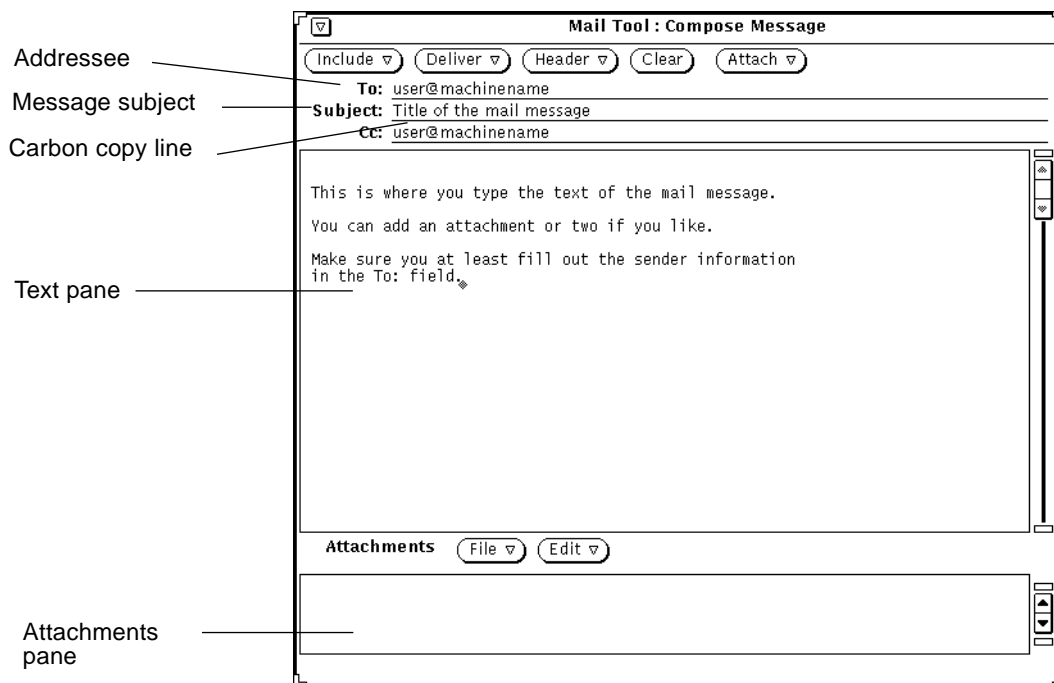 Mail Tool : Compose Message
Include Deliver Header Clear Attach
Addressee
To: user@machinename
Message subject
Subject: Title of the mail message
Carbon copy line
Cc: user@machinename
This is where you type the text of the mail message.
You can add an attachment or two if you like.
Make sure you at least fill out the sender information
in the To: field.
Text pane
Attachments File Edit
Attachments
pane